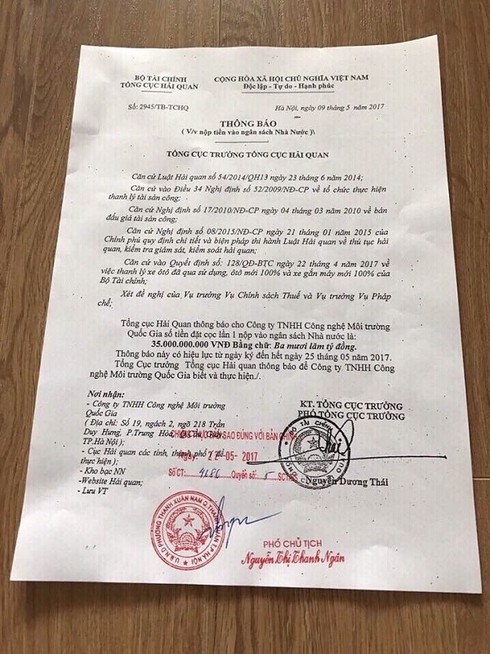 BỘ TÀI CHÍNH
TỔNG CỤC HẢI QUAN
CỘNG HÒA XÃ HỘI CHỦ NGHĨA VIỆT NAM
Độc lập - Tự do - Hạnh phúc
Số: 2945/TB-TCHQ
Hà Nội, ngày 09 tháng 5 năm 2017
THÔNG BÁO
( V/v nộp tiền vào ngân sách Nhà Nước )\
TỔNG CỤC TRƯỞNG TỔNG CỤC HẢI QUAN
Căn cứ Luật Hải quan số 54/2014/QH13 ngày 23 tháng 6 năm 2014;
Căn cứ vào Điều 34 Nghị định số 52/2009/NĐ-CP về tổ chức thực hiện
thanh lý tài sản công;
Căn cứ Nghị định số 17/2010/NĐ-CP ngày 04 tháng 03 năm 2010 về bán
đấu giá tài sản công;
Căn cứ Nghị định số 08/2015/NĐ-CP ngày 21 tháng 01 năm 2015 của
Chính phủ quy định chi tiết và biện pháp thi hành Luật Hải quan về thủ tục hải
quan, kiểm tra giám sát, kiểm soát hải quan;
Căn cứ vào Quyết định số: 128/QĐ-BTC ngày 22 tháng 4 năm 2017 về
việc thanh lý xe ôtô đã qua sử dụng, ôtô mới 100% và xe gắn máy mới 100% của
Bộ Tài chính;
Xét đề nghị của Vụ trưởng Vụ Chính sách Thuế và Vụ trưởng Vụ Pháp
chế;
Tổng cục Hải Quan thông báo cho Công ty TNHH Công nghệ Môi trường
Quốc Gia số tiền đặt cọc lần 1 nộp vào ngân sách Nhà nước là:
35.000.000.000 VNĐ Bằng chữ: Ba mươi lăm tỷ đồng.
Thông báo này có hiệu lực từ ngày ký đến hết ngày 25 tháng 05 năm 2017.
Tổng Cục Trưởng Tổng Cục Hải Quan thông báo để Công ty TNHH Công
nghệ Môi trường Quốc Gia biết và thực hiện./.
Nơi nhận:
- Công ty TNHH Công nghệ Môi trường
Quốc Gia
( Địa chỉ: Số 19, ngách 2, ngõ 218 Trần
Duy Hưng, P.Trung Hòa,
TP.Hà Nội );
- Cục Hải quan các tỉnh, thành phố ( để
thực hiện );
- Kho bạc NN
-Website Hải quan;
- Lưu VT
KT. TỔNG CỤC TRƯỞNG
PHÓ TỔNG CỤC TRƯỞNG
BỘ TÀI CHÍNH
Nguyễn Dương Thái
SAO ĐÚNG VỚI BẢN CHÍNH
Ngày 05- 2017
Số CT: Quyển số: 5
U.B.N.D PHƯỜNG THANH XUÂN NAM
PHÓ CHỦ TỊCH
Nguyễn Thị Thanh Ngân